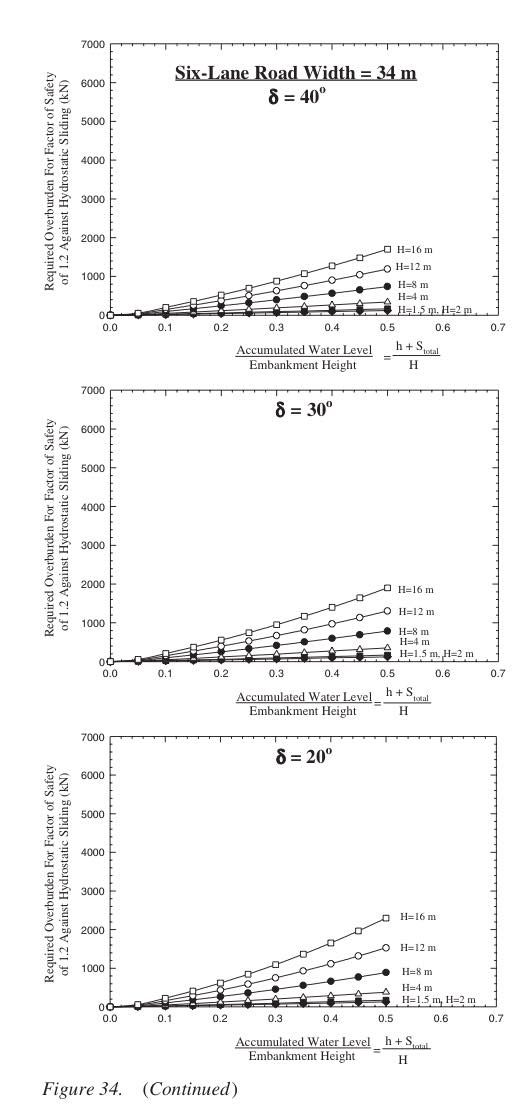 7000
Six-Lane Road Width = 34 m
6000
δ = 40°
5000
4000
3000
2000
1000
0
Required Overburden For Factor of Safety
of 1.2 Against Hydrostatic Sliding (kN)
H=16 m
H=12 m
H=8 m
H=4 m
H=1.5 m, H=2 m
0.0 0.1 0.2 0.3 0.4 0.5 0.6 0.7
Accumulated Water Level = h + Stotal
Embankment Height H
7000
δ = 30°
6000
5000
4000
3000
2000
1000
0
Required Overburden For Factor of Safety
of 1.2 Against Hydrostatic Sliding (kN)
H=16 m
H=12 m
H=8 m
H=4 m
H=1.5 m, H=2 m
0.0 0.1 0.2 0.3 0.4 0.5 0.6 0.7
Accumulated Water Level = h + Stotal
Embankment Height H
7000
δ = 20°
6000
5000
4000
3000
2000
1000
0
Required Overburden For Factor of Safety
of 1.2 Against Hydrostatic Sliding (kN)
H=16 m
H=12 m
H=8 m
H=4 m
H=1.5 m, H=2 m
0.0 0.1 0.2 0.3 0.4 0.5 0.6 0.7
Accumulated Water Level = h + Stotal
Embankment Height H
Figure 34. (Continued)